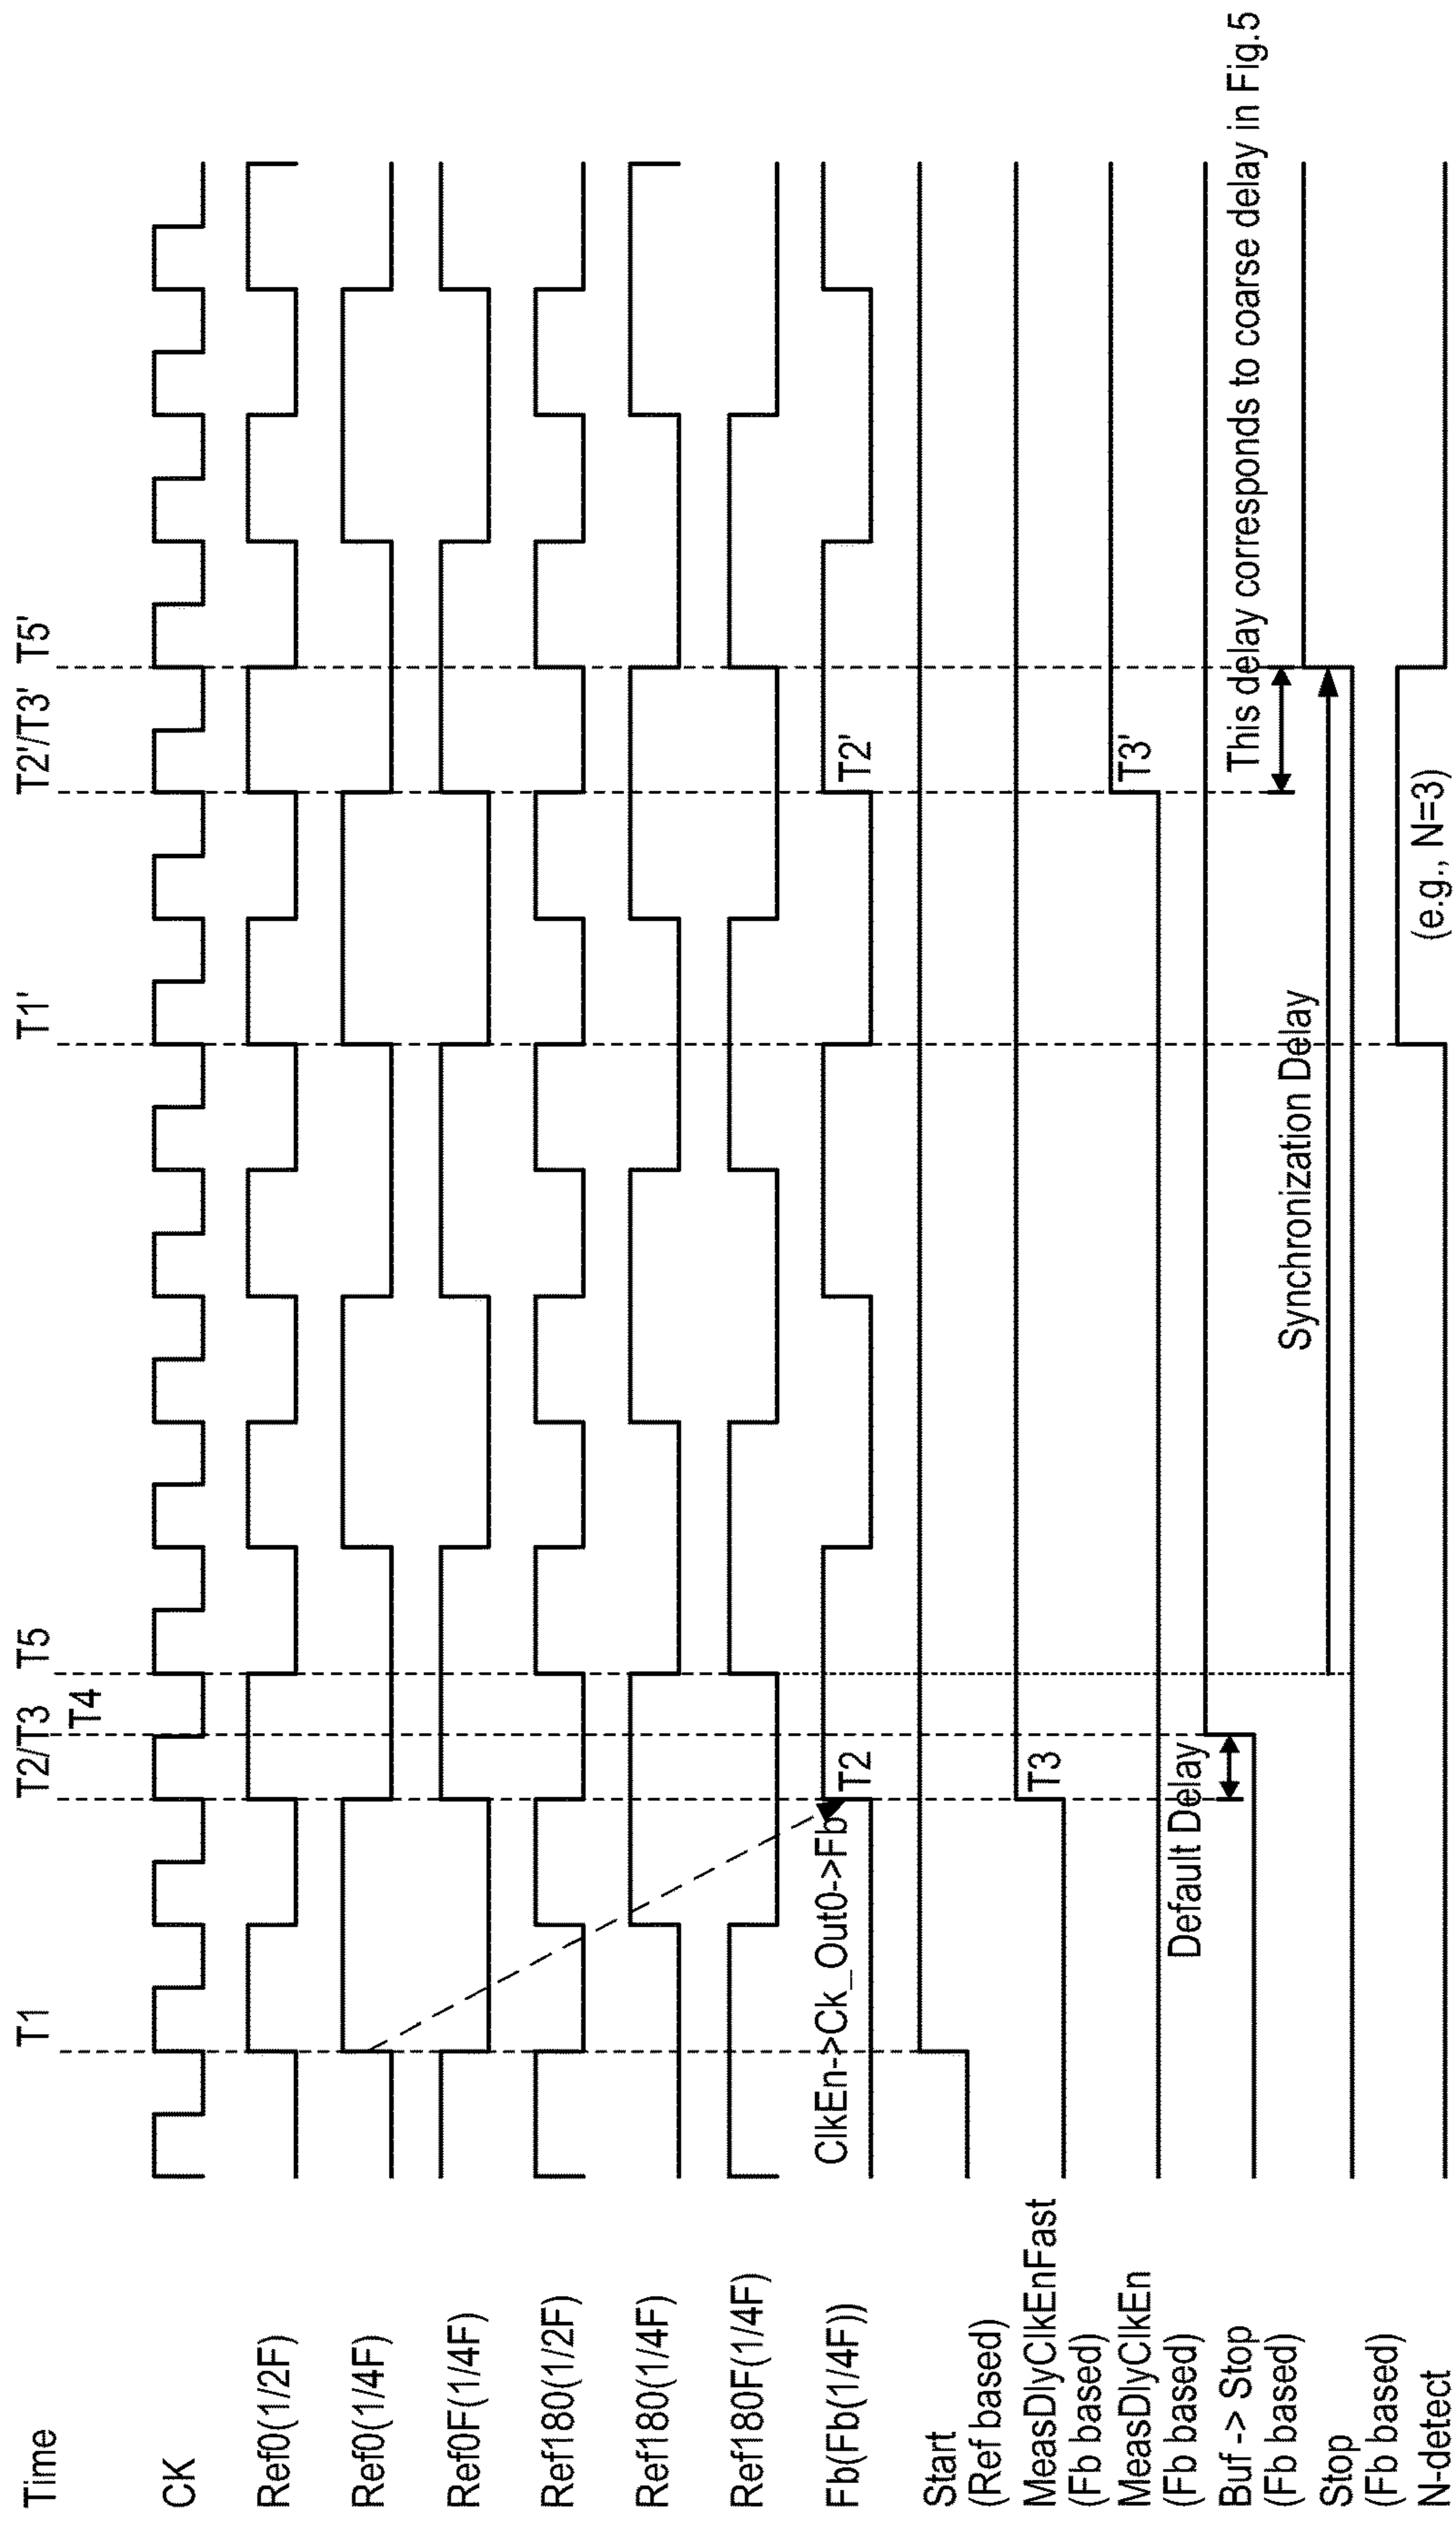 Time
T1
T2/T3
T4
T5
T1'
T2'/T3'
T5'
CK
Ref0(1/2F)
Ref0(1/4F)
Ref0F(1/4F)
Ref180(1/2F)
Ref180(1/4F)
Ref180F(1/4F)
Fb(Fb(1/4F))
ClkEn->Ck_Out0->Fb
T2
T2'
Start
(Ref based)
MeasDlyClkEnFast
(Fb based)
T3
MeasDlyClkEn
(Fb based)
T3'
Buf -> Stop
(Fb based)
Default Delay
This delay corresponds to coarse delay in Fig.5
Stop
(Fb based)
Synchronization Delay
N-detect
(e.g., N=3)